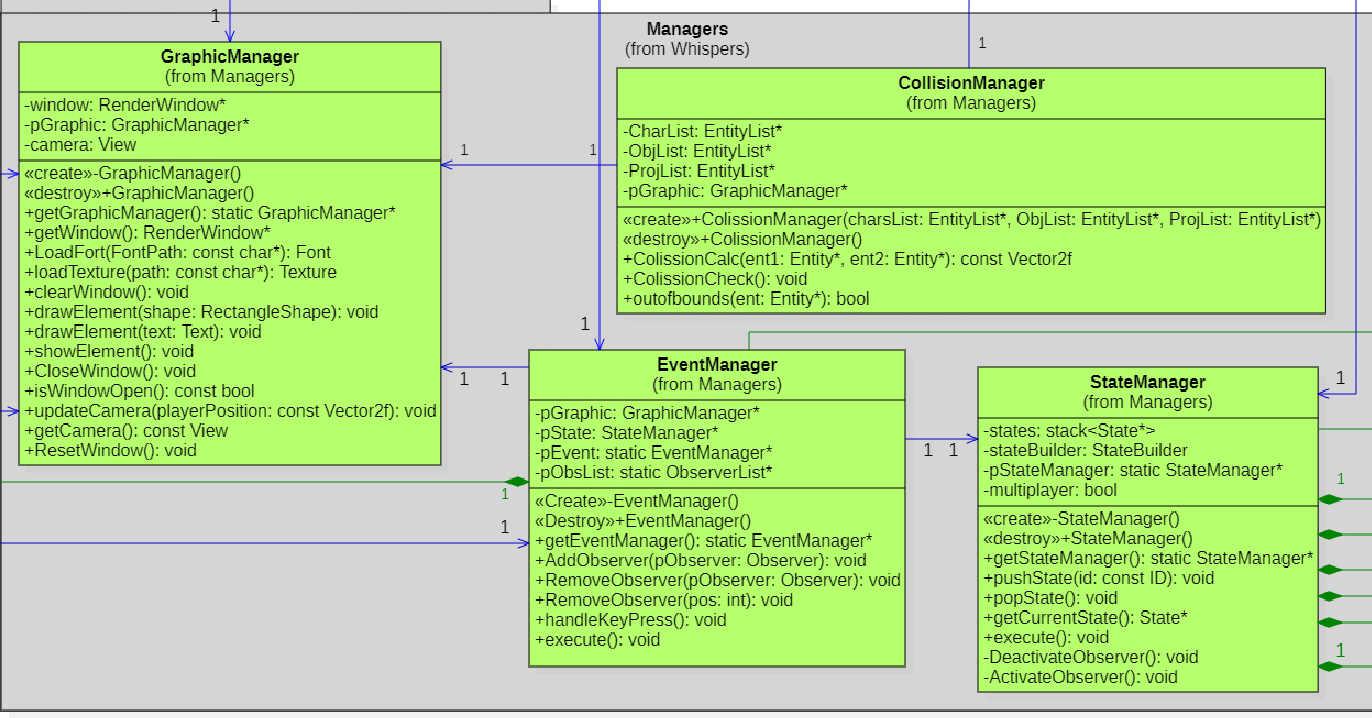 1
Managers
(from Whispers)
1
GraphicManager
(from Managers)
-window: RenderWindow*
-pGraphic: GraphicManager*
-camera: View
«create»-GraphicManager()
«destroy»+GraphicManager()
+getGraphicManager(): static GraphicManager*
+getWindow(): RenderWindow*
+LoadFort(FontPath: const char*): Font
+loadTexture(path: const char*): Texture
+clearWindow(): void
+drawElement(shape: RectangleShape): void
+drawElement(text: Text): void
+showElement(): void
+CloseWindow(): void
+isWindowOpen(): const bool
+updateCamera(playerPosition: const Vector2f): void
+getCamera(): const View
+ResetWindow(): void
1
1
CollisionManager
(from Managers)
-CharList: EntityList*
-ObjList: EntityList*
-ProjList: EntityList*
-pGraphic: GraphicManager*
«create»+ColissionManager(charsList: EntityList*, ObjList: EntityList*, ProjList: EntityList*)
«destroy»+ColissionManager()
+ColissionCalc(ent1: Entity*, ent2: Entity*): const Vector2f
+ColissionCheck(): void
+outofbounds(ent: Entity*): bool
1
1
1
EventManager
(from Managers)
-pGraphic: GraphicManager*
-pState: StateManager*
-pEvent: static EventManager*
-pObsList: static ObserverList*
«Create»-EventManager()
«Destroy»+EventManager()
+getEventManager(): static EventManager*
+AddObserver(pObserver: Observer): void
+RemoveObserver(pObserver: Observer): void
+RemoveObserver(pos: int): void
+handleKeyPress(): void
+execute(): void
1
1
1
1
1
StateManager
(from Managers)
-states: stack<State*>
-stateBuilder: StateBuilder
-pStateManager: static StateManager*
-multiplayer: bool
«create»-StateManager()
«destroy»+StateManager()
+getStateManager(): static StateManager*
+pushState(id: const ID): void
+popState(): void
+getCurrentState(): State*
+execute(): void
-DeactivateObserver(): void
-ActivateObserver(): void
1
1